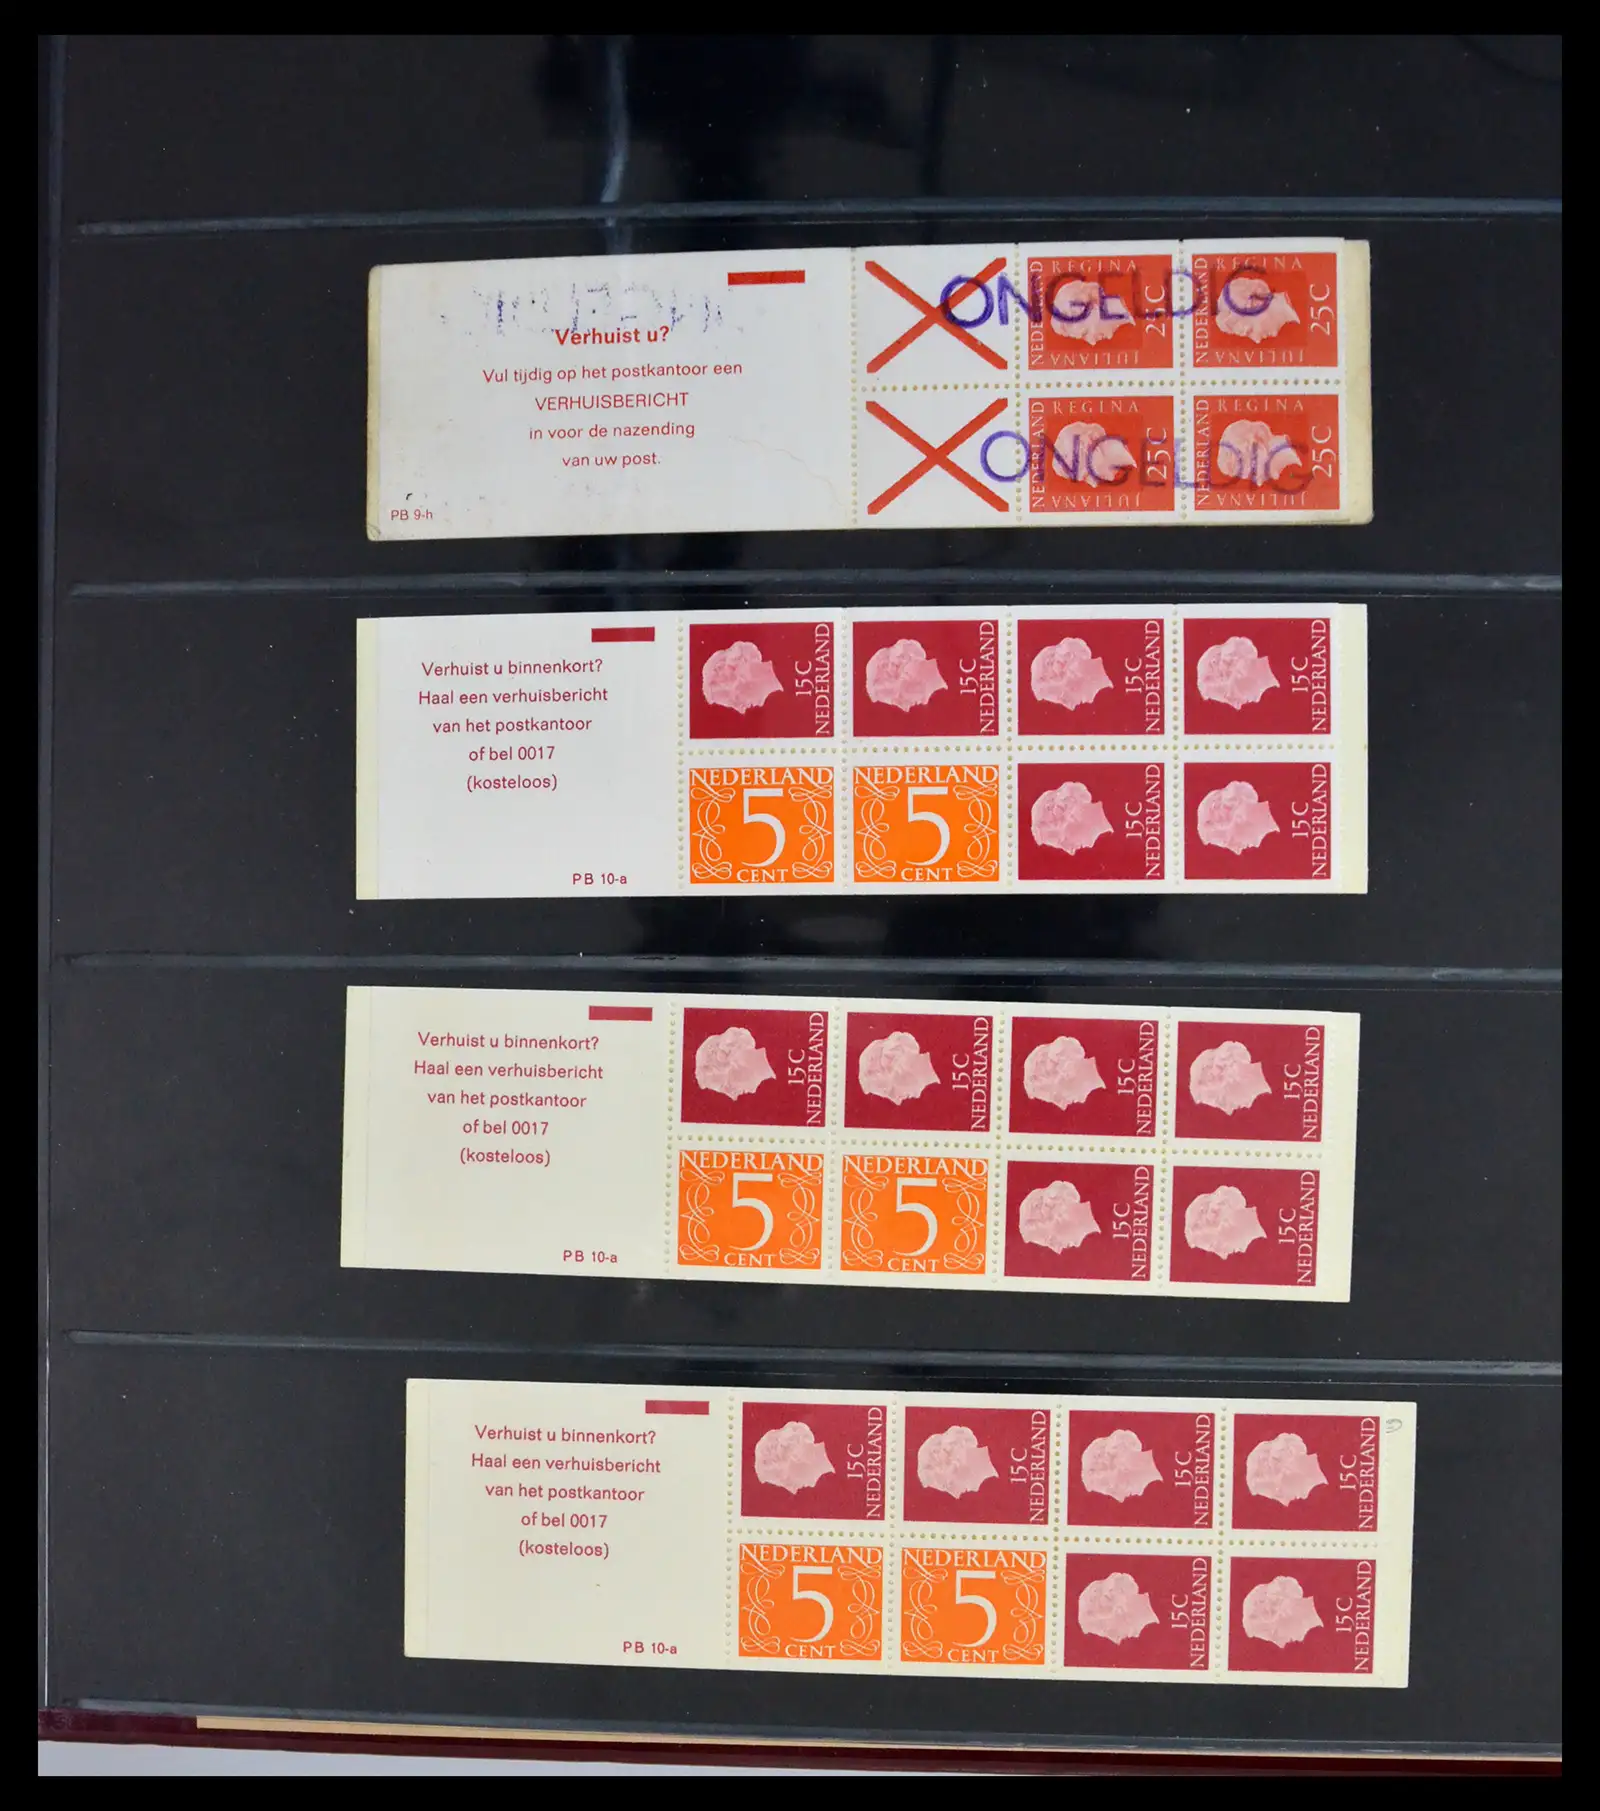 Verhuist u?
Vul tijdig op het postkantoor een
VERHUISBERICHT
in voor de nazending
van uw post.
PB 9-h
ONGELDIG
REGINA
NEDERLAND
25C
JULIANA
REGINA
NEDERLAND
25C
JULIANA
ONGELDIG
REGINA
NEDERLAND
25C
JULIANA
REGINA
NEDERLAND
25C
JULIANA
Verhuist u binnenkort?
Haal een verhuisbericht
van het postkantoor
of bel 0017
(kosteloos)
PB 10-a
15C
NEDERLAND
15C
NEDERLAND
15C
NEDERLAND
15C
NEDERLAND
NEDERLAND
5
CENT
NEDERLAND
5
CENT
15C
NEDERLAND
15C
NEDERLAND
Verhuist u binnenkort?
Haal een verhuisbericht
van het postkantoor
of bel 0017
(kosteloos)
PB 10-a
15C
NEDERLAND
15C
NEDERLAND
15C
NEDERLAND
15C
NEDERLAND
NEDERLAND
5
CENT
NEDERLAND
5
CENT
15C
NEDERLAND
15C
NEDERLAND
Verhuist u binnenkort?
Haal een verhuisbericht
van het postkantoor
of bel 0017
(kosteloos)
PB 10-a
15C
NEDERLAND
15C
NEDERLAND
15C
NEDERLAND
15C
NEDERLAND
NEDERLAND
5
CENT
NEDERLAND
5
CENT
15C
NEDERLAND
15C
NEDERLAND